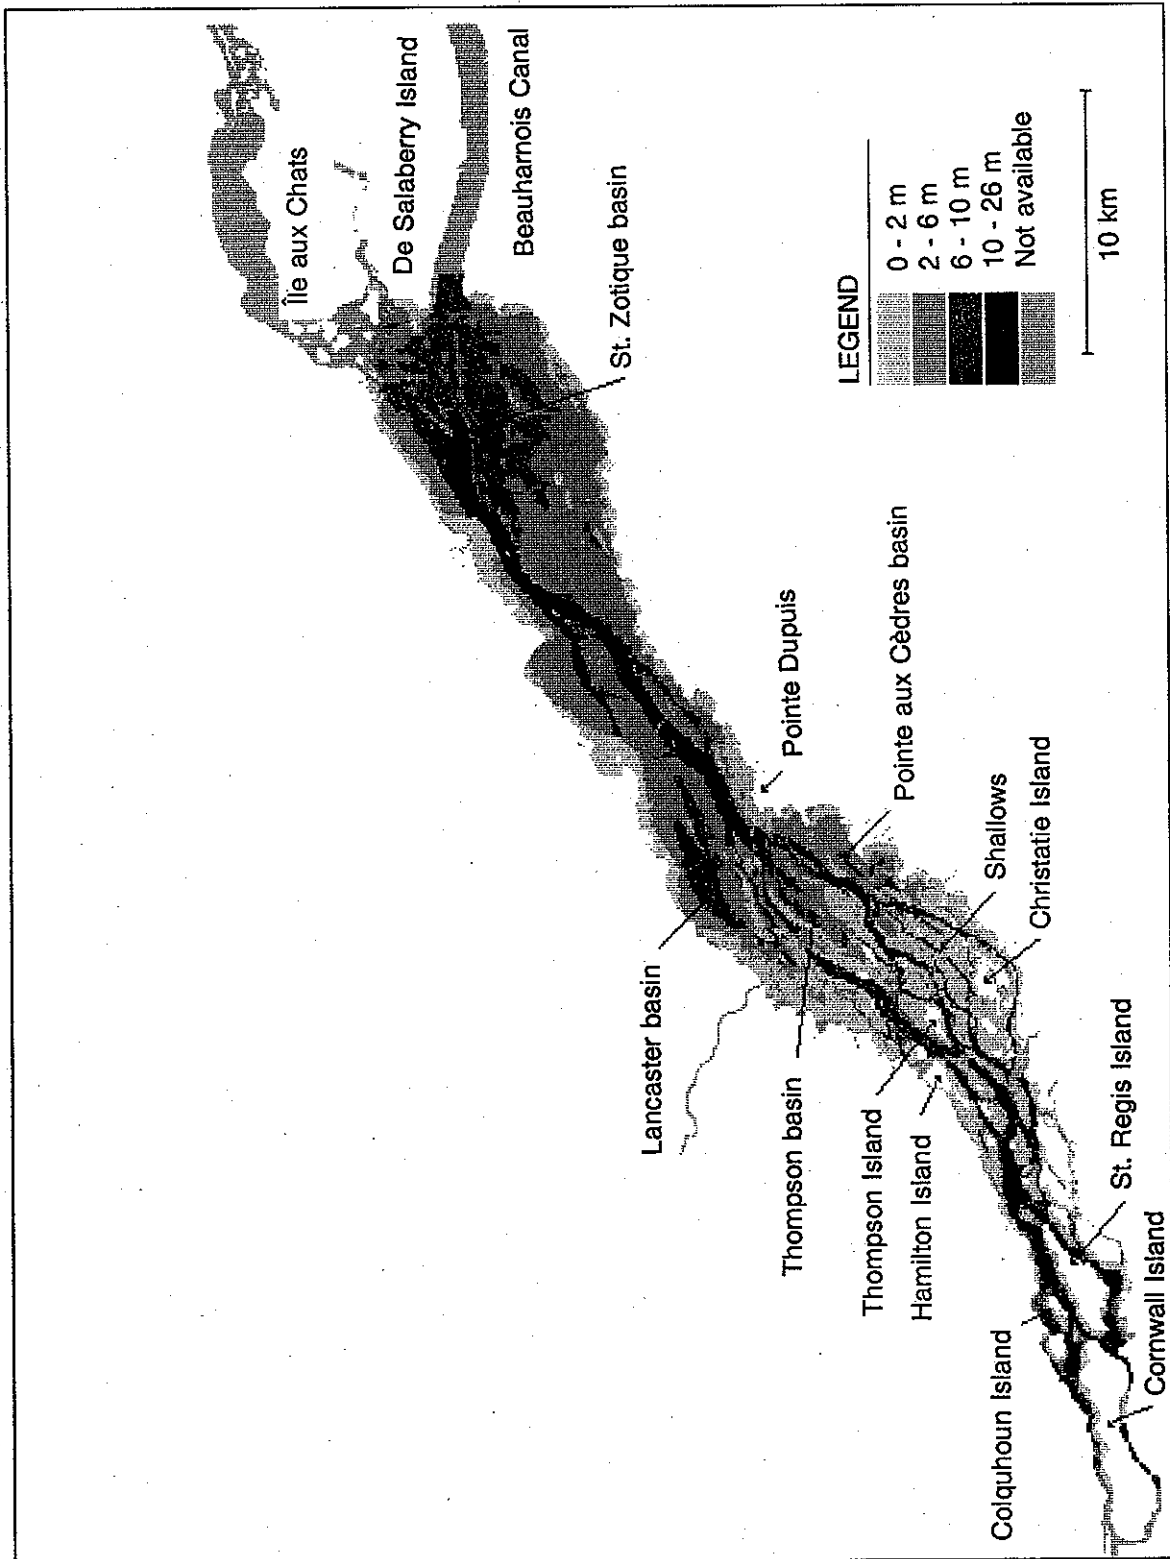 Île aux Chats
De Salaberry Island
Beauharnois Canal
St. Zotique basin
Lancaster basin
Pointe Dupuis
Thompson basin
Pointe aux Cèdres basin
Thompson Island
Hamilton Island
Shallows
Christatie Island
Colquhoun Island
St. Regis Island
Cornwall Island
LEGEND
0 - 2 m
2 - 6 m
6 - 10 m
10 - 26 m
Not available
10 km